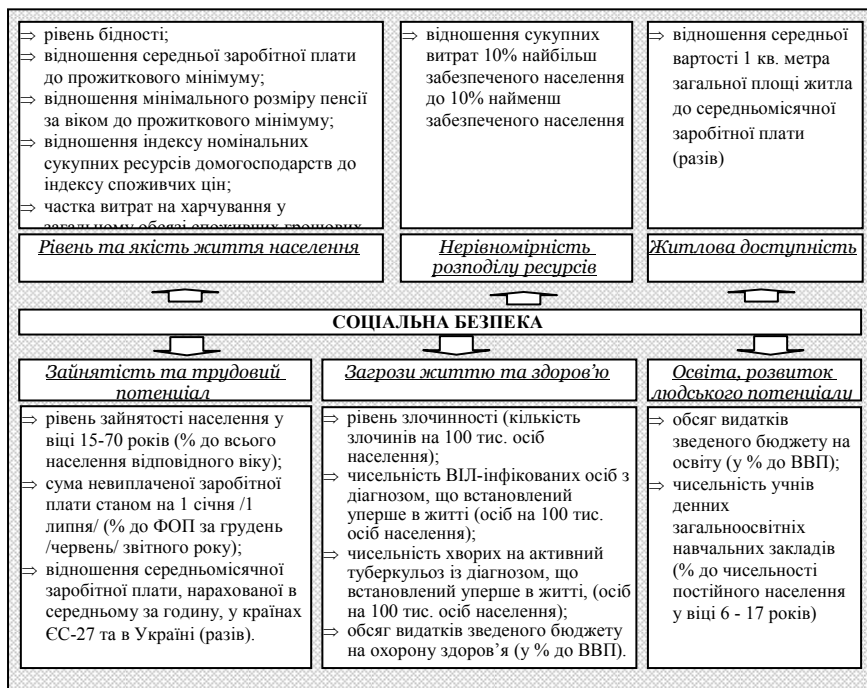 ⇒ рівень бідності;
⇒ відношення середньої заробітної плати
до прожиткового мінімуму;
⇒ відношення мінімального розміру пенсії
за віком до прожиткового мінімуму;
⇒ відношення індексу номінальних
сукупних ресурсів домогосподарств до
індексу споживчих цін;
⇒ частка витрат на харчування у
загальному обсязі споживчих грошових
Рівень та якість життя населення
⇒ відношення сукупних
витрат 10% найбільш
забезпеченого населення
до 10% найменш
забезпеченого населення
Нерівномірність
розподілу ресурсів
⇒ відношення середньої
вартості 1 кв. метра
загальної площі житла
до середньомісячної
заробітної плати
(разів)
Житлова доступність
СОЦІАЛЬНА БЕЗПЕКА
Зайнятість та трудовий
потенціал
⇒ рівень зайнятості населення у
віці 15-70 років (% до всього
населення відповідного віку);
⇒ сума невиплаченої заробітної
плати станом на 1 січня /1
липня/ (% до ФОП за грудень
/червень/ звітного року);
⇒ відношення середньомісячної
заробітної плати, нарахованої в
середньому за годину, у країнах
ЄС-27 та в Україні (разів).
Загрози життю та здоров’ю
⇒ рівень злочинності (кількість
злочинів на 100 тис. осіб
населення);
⇒ чисельність ВІЛ-інфікованих осіб з
діагнозом, що встановлений
уперше в житті (осіб на 100 тис.
осіб населення);
⇒ чисельність хворих на активний
туберкульоз із діагнозом, що
встановлений уперше в житті, (осіб
на 100 тис. осіб населення);
⇒ обсяг видатків зведеного бюджету
на охорону здоров’я (у % до ВВП).
Освіта, розвиток
людського потенціалу
⇒ обсяг видатків
зведеного бюджету на
освіту (у % до ВВП);
⇒ чисельність учнів
денних
загальноосвітніх
навчальних закладів
(% до чисельності
постійного населення
у віці 6 - 17 років)